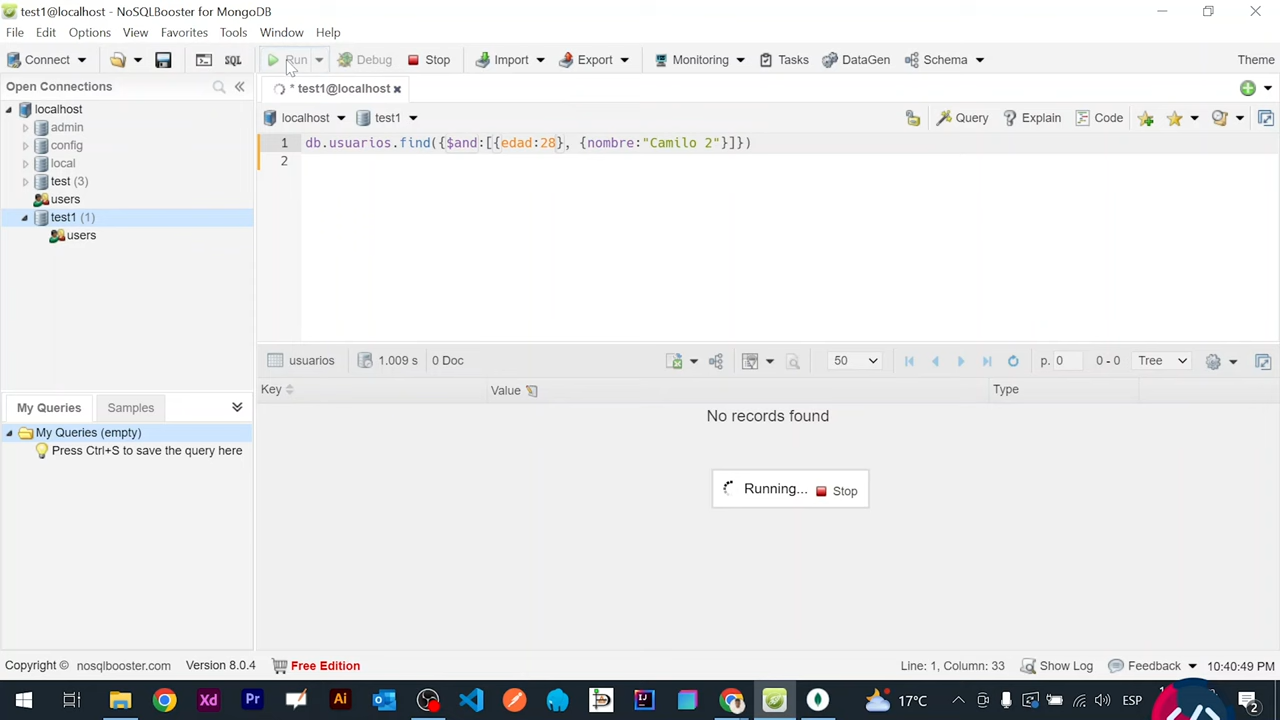 test1@localhost - NoSQLBooster for MongoDB
File Edit Options View Favorites Tools Window Help
Connect SQL Run Debug Stop Import Export Monitoring Tasks DataGen Schema Theme
Open Connections
* test1@localhost
localhost
admin
config
local
test (3)
users
test1 (1)
users
localhost test1 Query Explain Code
1 db.usuarios.find({$and:[{edad:28}, {nombre:"Camilo 2"}]})
2
usuarios 1.009 s 0 Doc 50 p. 0 0 - 0 Tree
Key Value Type
No records found
Running... Stop
My Queries Samples
My Queries (empty)
Press Ctrl+S to save the query here
Copyright © nosqlbooster.com Version 8.0.4 Free Edition Line: 1, Column: 33 Show Log Feedback 10:40:49 PM
Xd Pr Ai 17°C ESP 2